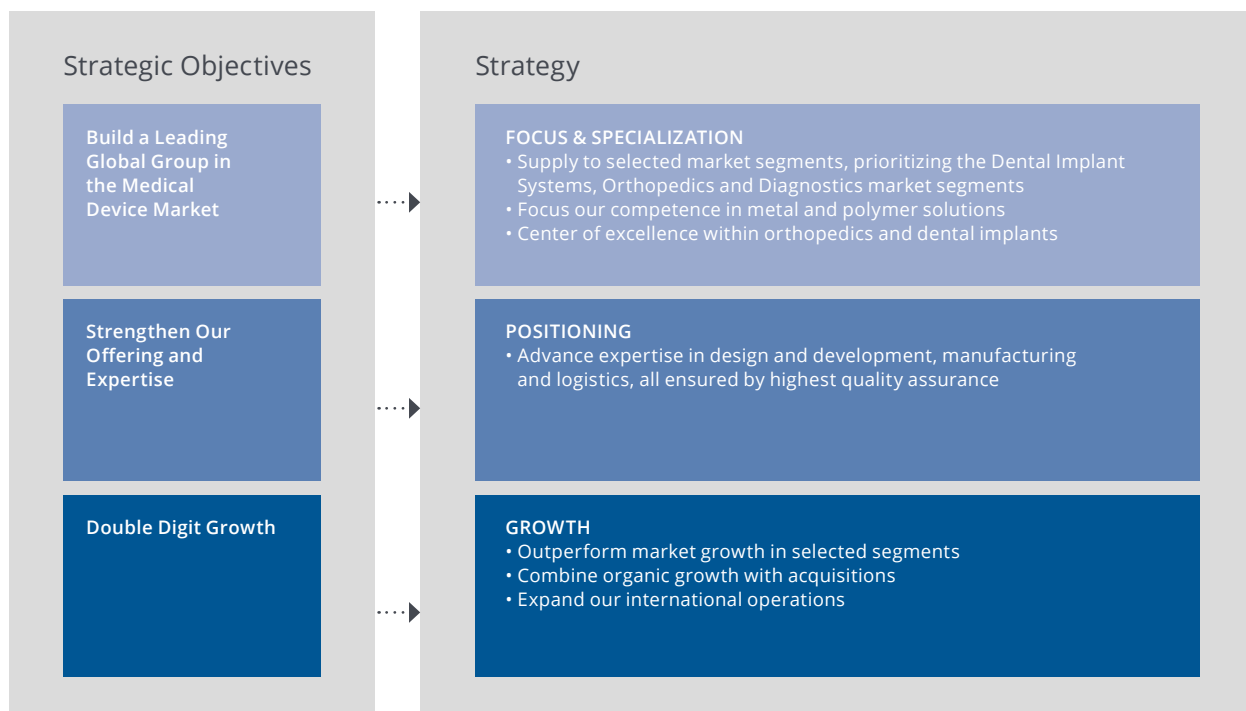 Strategic Objectives
Build a Leading
Global Group in
the Medical
Device Market
Strengthen Our
Offering and
Expertise
Double Digit Growth
Strategy
FOCUS & SPECIALIZATION
• Supply to selected market segments, prioritizing the Dental Implant
Systems, Orthopedics and Diagnostics market segments
• Focus our competence in metal and polymer solutions
• Center of excellence within orthopedics and dental implants
POSITIONING
• Advance expertise in design and development, manufacturing
and logistics, all ensured by highest quality assurance
GROWTH
• Outperform market growth in selected segments
• Combine organic growth with acquisitions
• Expand our international operations